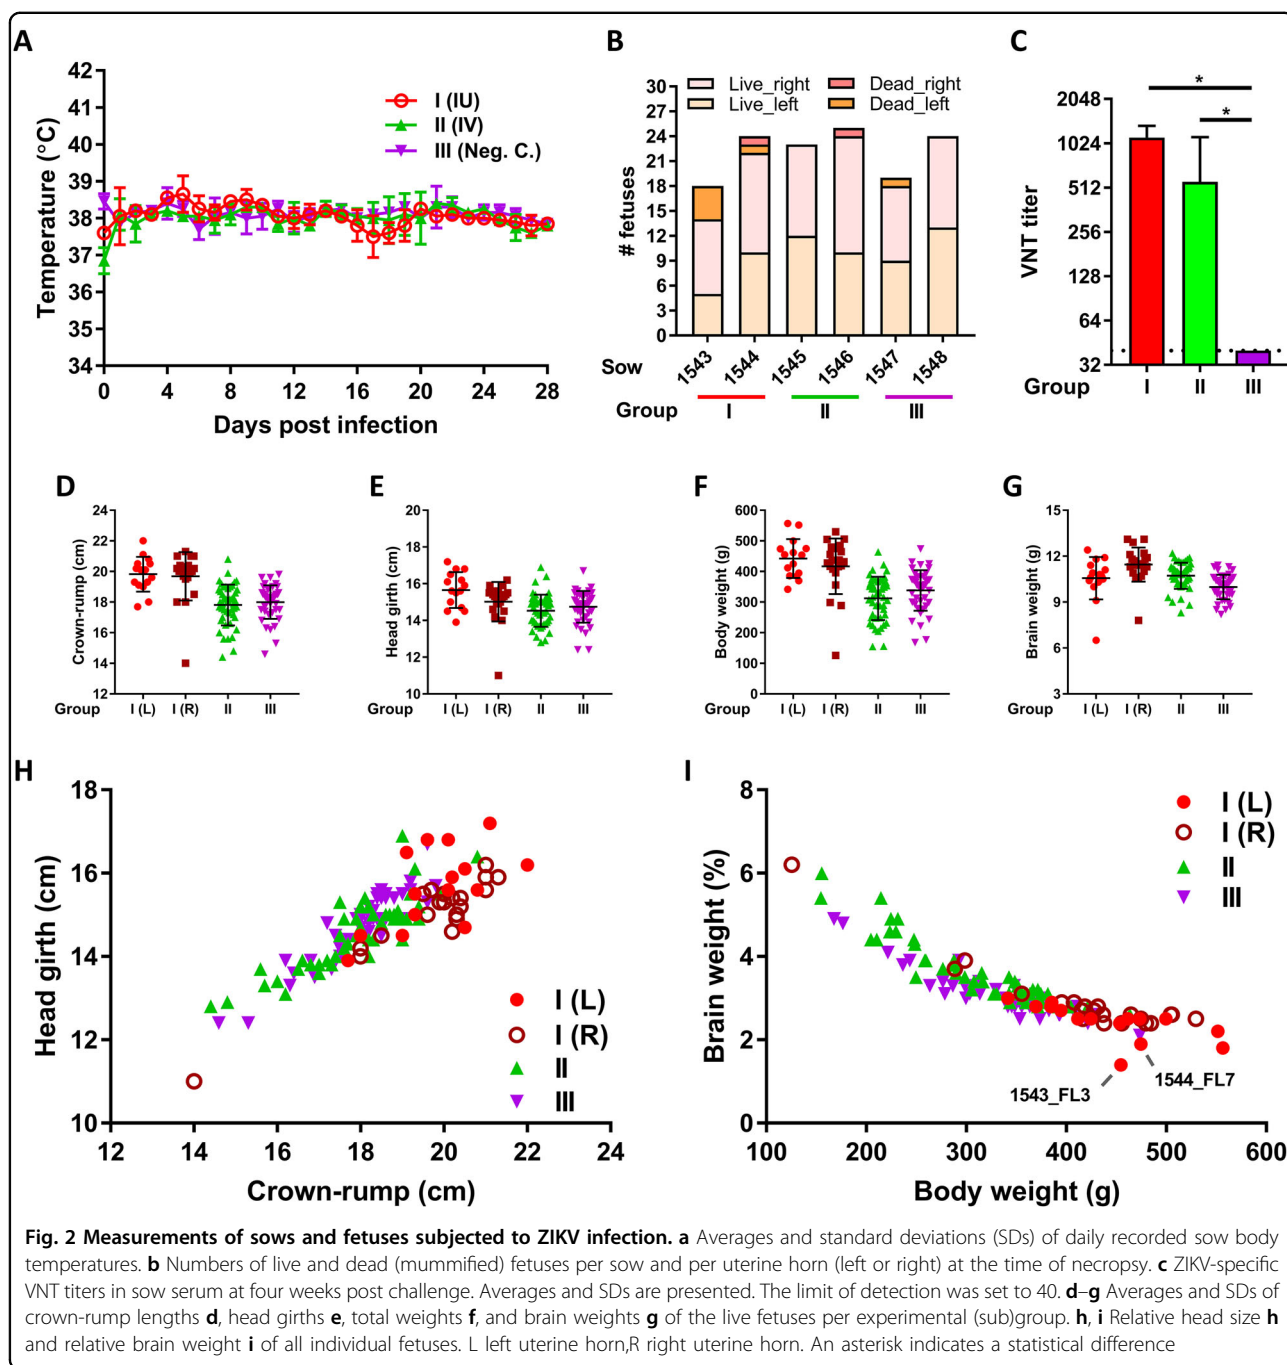 A
Temperature (°C)
42
41
40
39
38
37
36
35
34
I (IU)
II (IV)
III (Neg. C.)
0 4 8 12 16 20 24 28
Days post infection
B
# fetuses
30
27
24
21
18
15
12
9
6
3
0
Live_right
Live_left
Dead_right
Dead_left
Sow
1543 1544 1545 1546 1547 1548
Group I II III
C
VNT titer
2048
1024
512
256
128
64
32
*
*
Group I II III
D
Crown-rump (cm)
24
22
20
18
16
14
12
Group I (L) I (R) II III
E
Head girth (cm)
20
18
16
14
12
10
Group I (L) I (R) II III
F
Body weight (g)
600
500
400
300
200
100
0
Group I (L) I (R) II III
G
Brain weight (g)
15
12
9
6
3
Group I (L) I (R) II III
H
Head girth (cm)
18
16
14
12
10
I (L)
I (R)
II
III
12 14 16 18 20 22 24
Crown-rump (cm)
I
Brain weight (%)
8
6
4
2
0
I (L)
I (R)
II
III
1543_FL3
1544_FL7
100 200 300 400 500 600
Body weight (g)
Fig. 2 Measurements of sows and fetuses subjected to ZIKV infection. a Averages and standard deviations (SDs) of daily recorded sow body
temperatures. b Numbers of live and dead (mummified) fetuses per sow and per uterine horn (left or right) at the time of necropsy. c ZIKV-specific
VNT titers in sow serum at four weeks post challenge. Averages and SDs are presented. The limit of detection was set to 40. d–g Averages and SDs of
crown-rump lengths d, head girths e, total weights f, and brain weights g of the live fetuses per experimental (sub)group. h, i Relative head size h
and relative brain weight i of all individual fetuses. L left uterine horn,R right uterine horn. An asterisk indicates a statistical difference